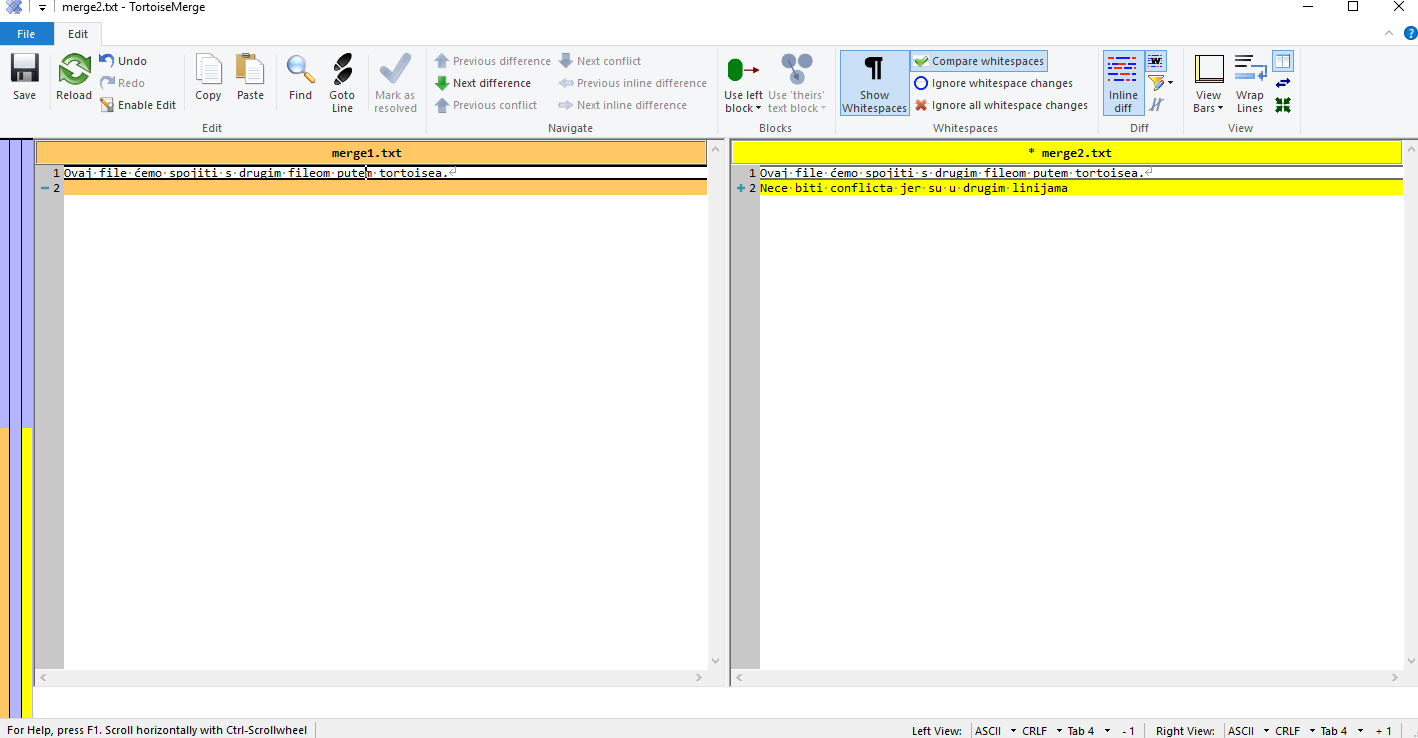 merge2.txt - TortoiseMerge
File Edit
Save
Reload
Undo
Redo
Enable Edit
Copy
Paste
Find
Goto Line
Mark as resolved
Previous difference
Next difference
Previous conflict
Next conflict
Previous inline difference
Next inline difference
Use left block
Use 'theirs' text block
Show Whitespaces
Compare whitespaces
Ignore whitespace changes
Ignore all whitespace changes
Inline diff
View Bars
Wrap Lines
Edit Navigate Blocks Whitespaces Diff View
merge1.txt
1 Ovaj·file·ćemo·spojiti·s·drugim·fileom·putem·tortoisea.
2
* merge2.txt
1 Ovaj·file·ćemo·spojiti·s·drugim·fileom·putem·tortoisea.
2 Nece·biti·conflicta·jer·su·u·drugim·linijama
For Help, press F1. Scroll horizontally with Ctrl-Scrollwheel
Left View: ASCII CRLF Tab 4 - 1 Right View: ASCII CRLF Tab 4 + 1